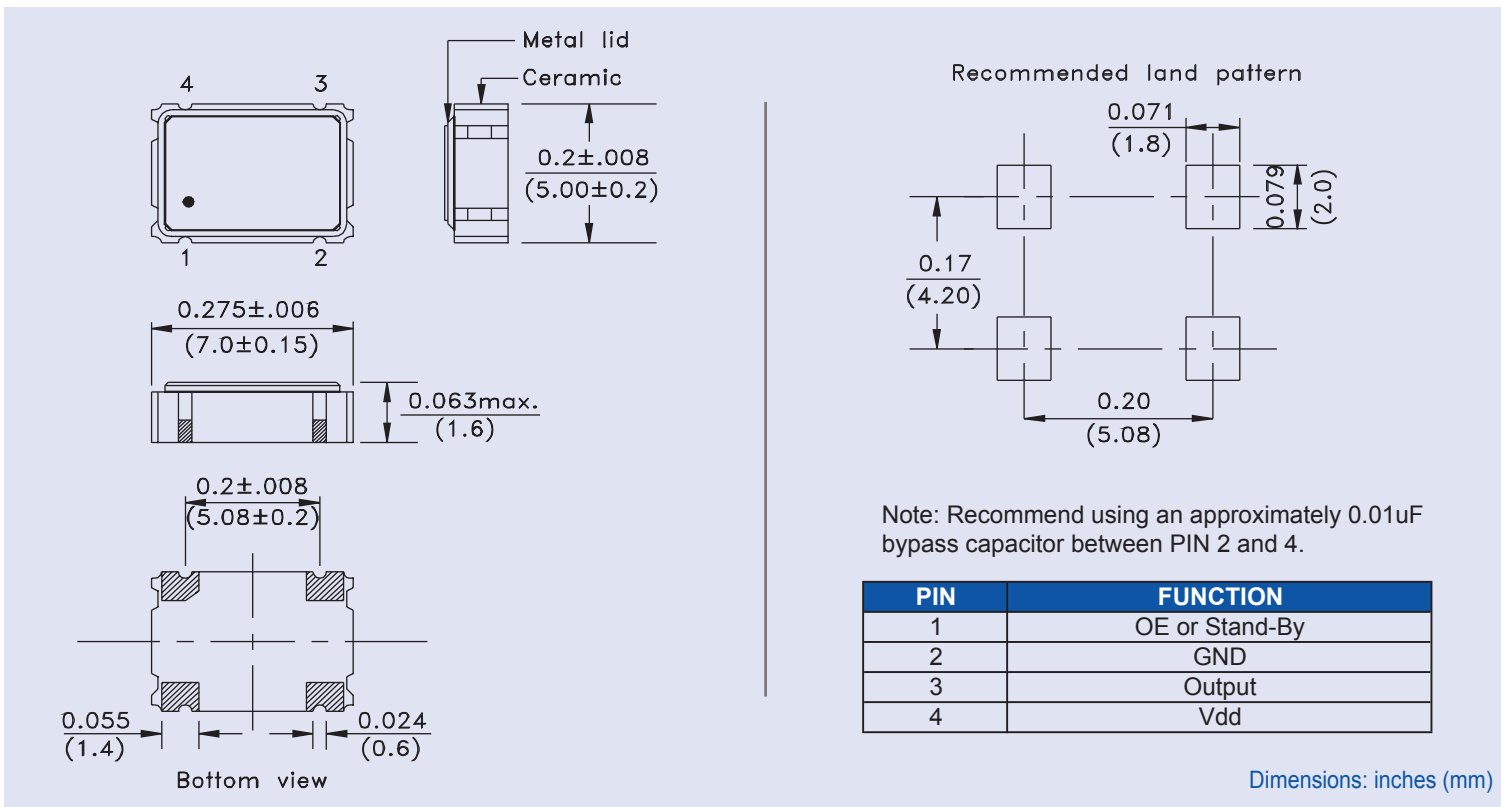 Metal lid
Ceramic
4 3
1 2
0.2±.008
(5.00±0.2)
0.275±.006
(7.0±0.15)
0.063max.
(1.6)
0.2±.008
(5.08±0.2)
0.055
(1.4)
0.024
(0.6)
Bottom view
Recommended land pattern
0.071
(1.8)
0.079
(2.0)
0.17
(4.20)
0.20
(5.08)
Note: Recommend using an approximately 0.01uF
bypass capacitor between PIN 2 and 4.
PIN FUNCTION
1 OE or Stand-By
2 GND
3 Output
4 Vdd
Dimensions: inches (mm)